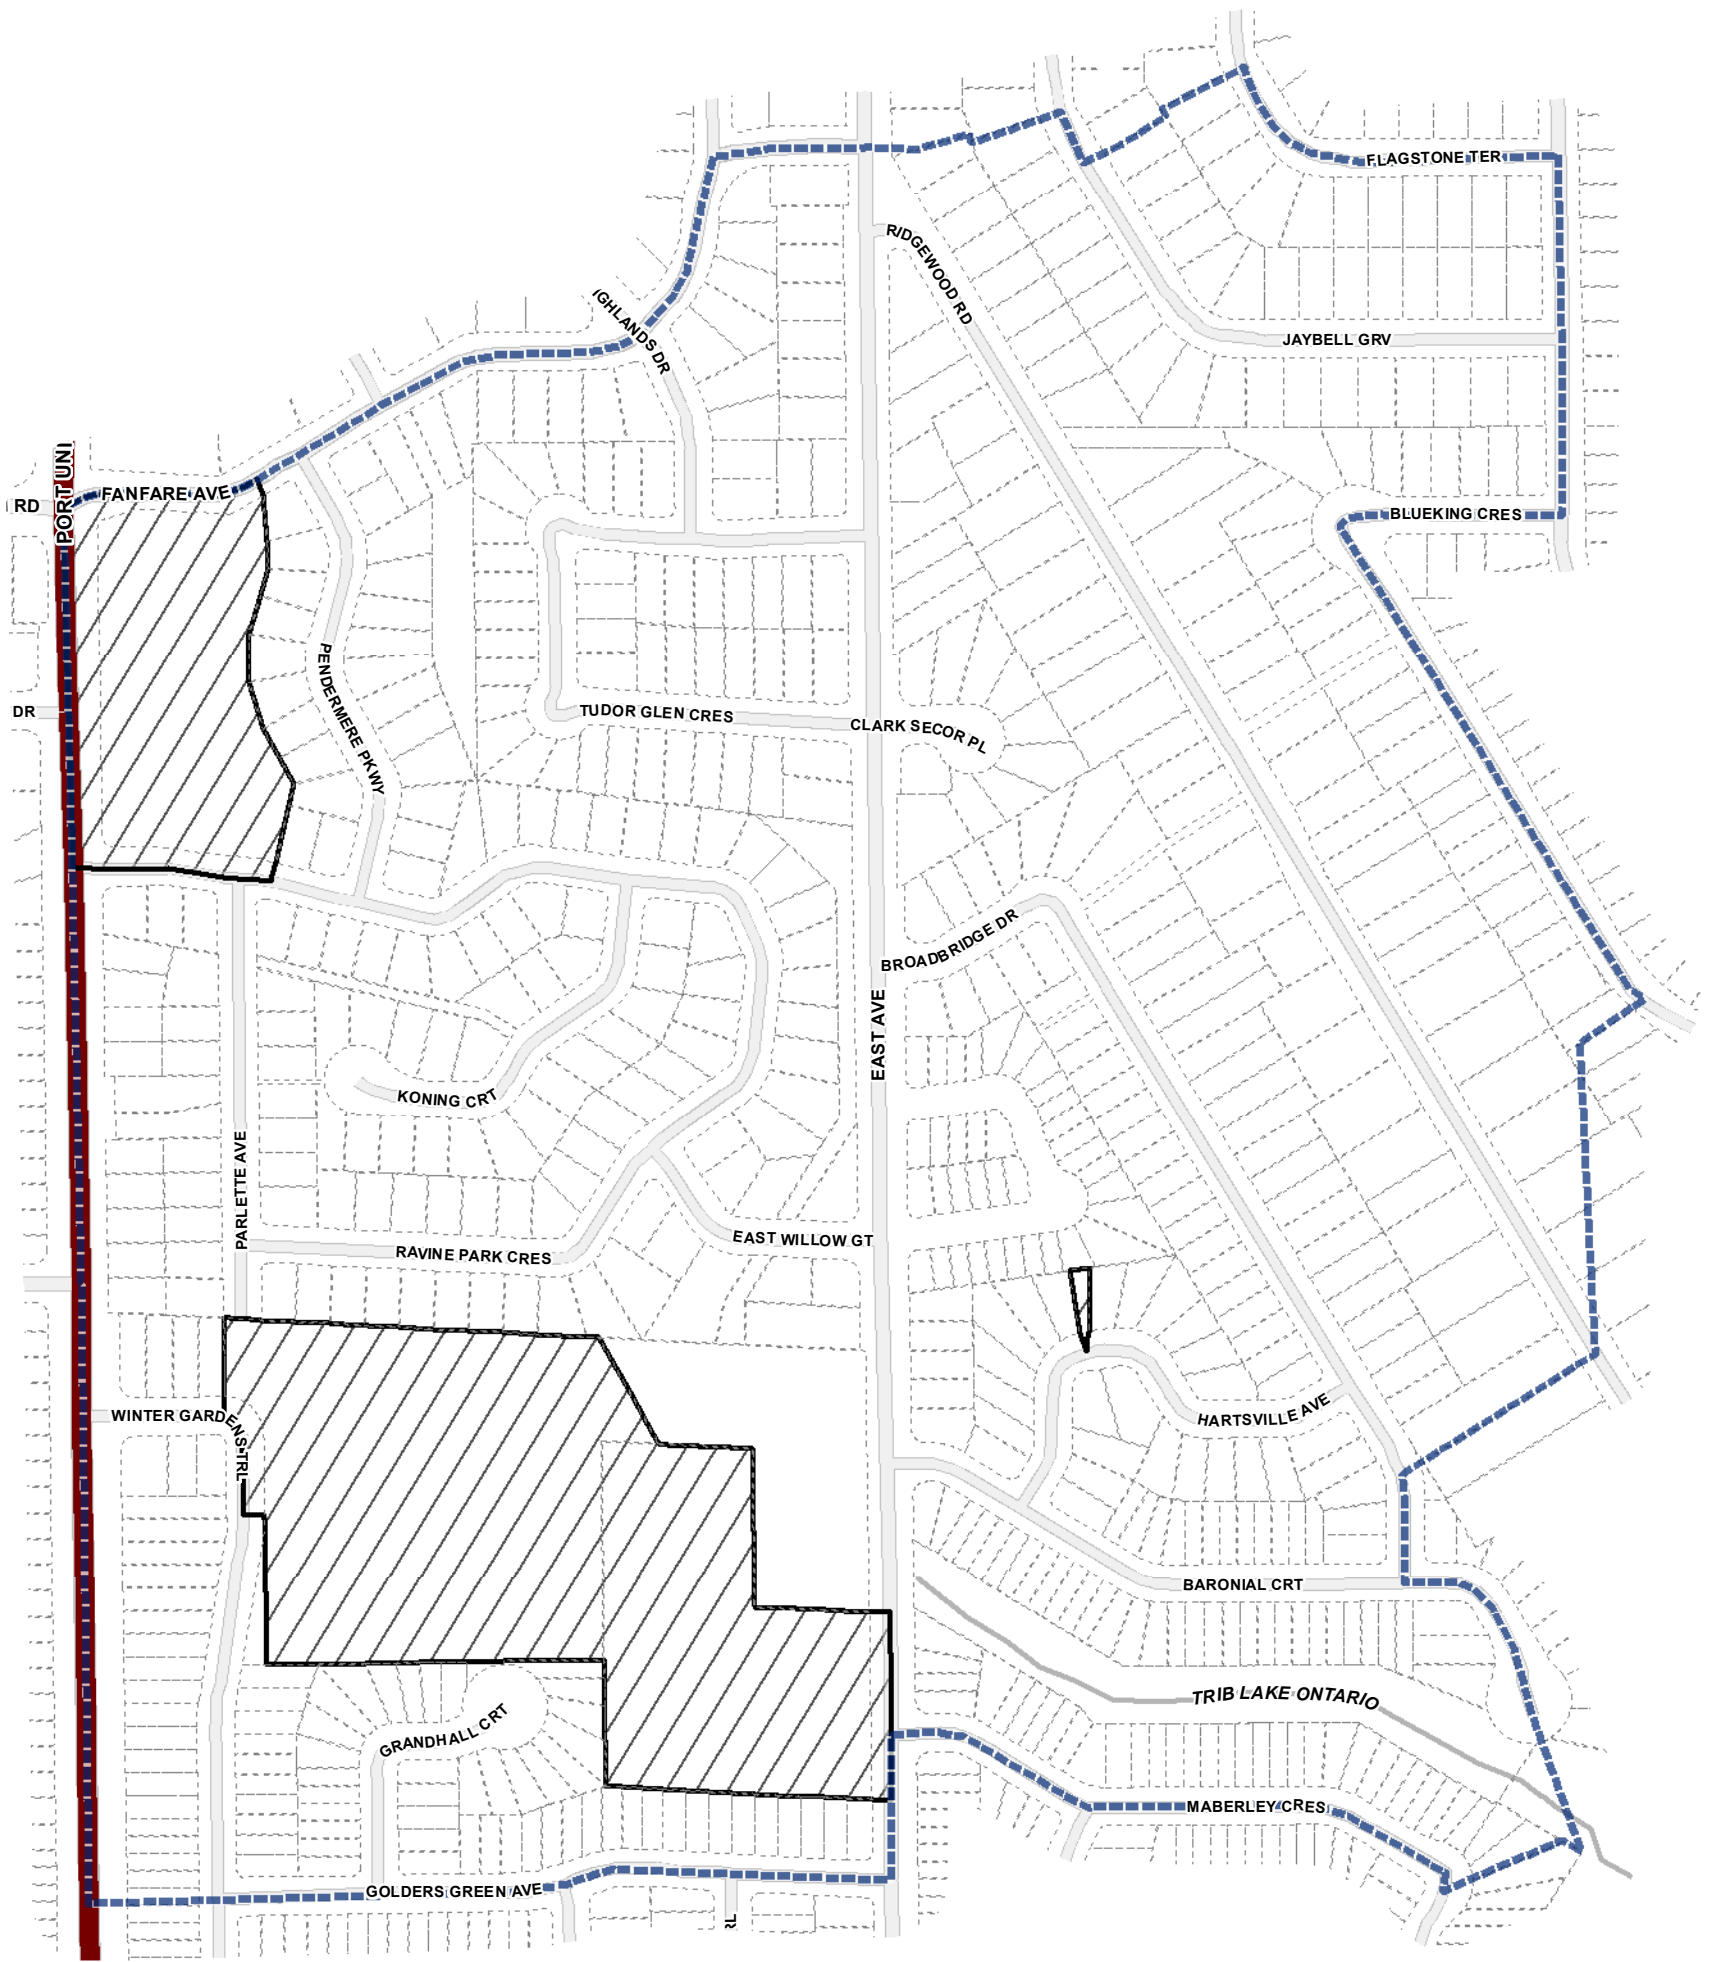 FLAGSTONE TER
RIDGEWOOD RD
IGHLANDS DR
JAYBELL GRV
PORT UNI
FANFARE AVE
RD
BLUEKING CRES
PENDERMERE PKWY
DR
TUDOR GLEN CRES
CLARK SECOR PL
BROADBRIDGE DR
EAST AVE
KONING CRT
PARLETTE AVE
RAVINE PARK CRES
EAST WILLOW GT
WINTER GARDENS TRL
HARTSVILLE AVE
BARONIAL CRT
TRIB LAKE ONTARIO
GRANDHALL CRT
MABERLEY CRES
GOLDERS GREEN AVE
RL